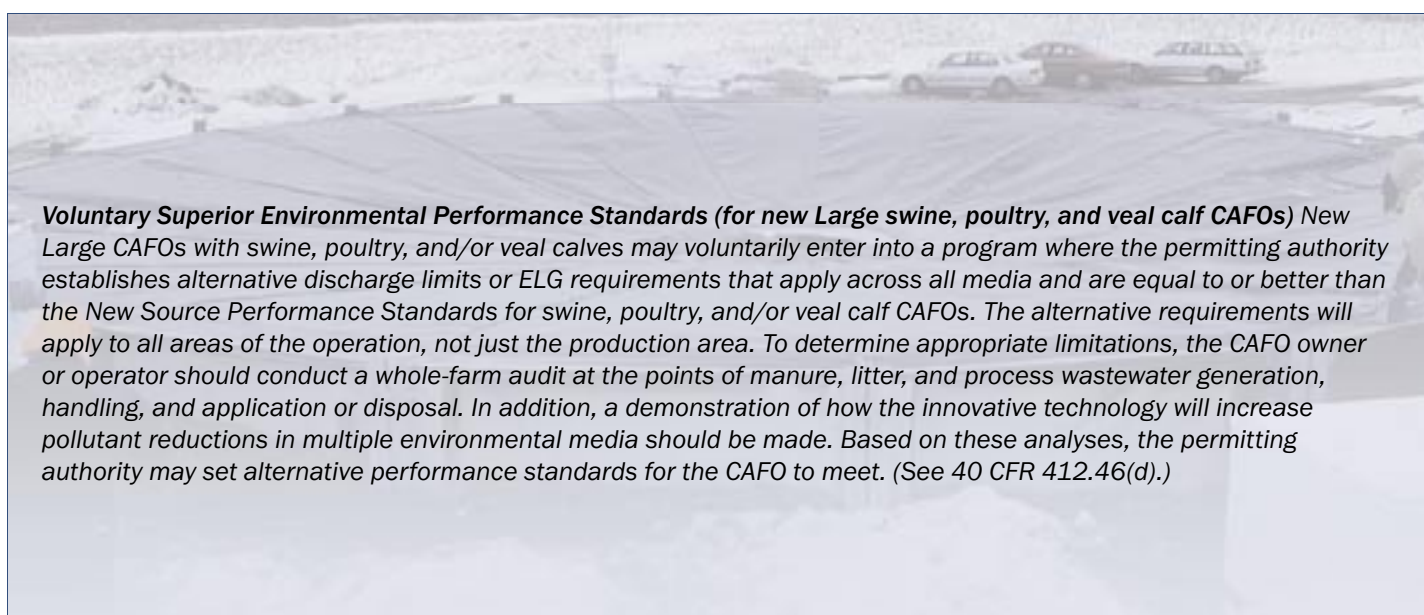 Voluntary Superior Environmental Performance Standards (for new Large swine, poultry, and veal calf CAFOs) New
Large CAFOs with swine, poultry, and/or veal calves may voluntarily enter into a program where the permitting authority
establishes alternative discharge limits or ELG requirements that apply across all media and are equal to or better than
the New Source Performance Standards for swine, poultry, and/or veal calf CAFOs. The alternative requirements will
apply to all areas of the operation, not just the production area. To determine appropriate limitations, the CAFO owner
or operator should conduct a whole-farm audit at the points of manure, litter, and process wastewater generation,
handling, and application or disposal. In addition, a demonstration of how the innovative technology will increase
pollutant reductions in multiple environmental media should be made. Based on these analyses, the permitting
authority may set alternative performance standards for the CAFO to meet. (See 40 CFR 412.46(d).)